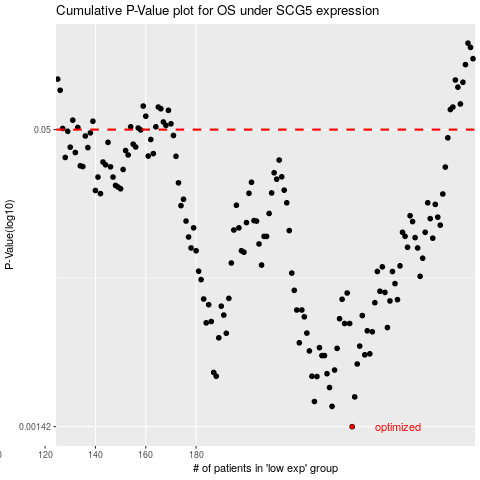 Cumulative P-Value plot for OS under SCG5 expression
0.05
P-Value(log10)
0.00142
optimized
0 120 140 160 180
# of patients in 'low exp' group